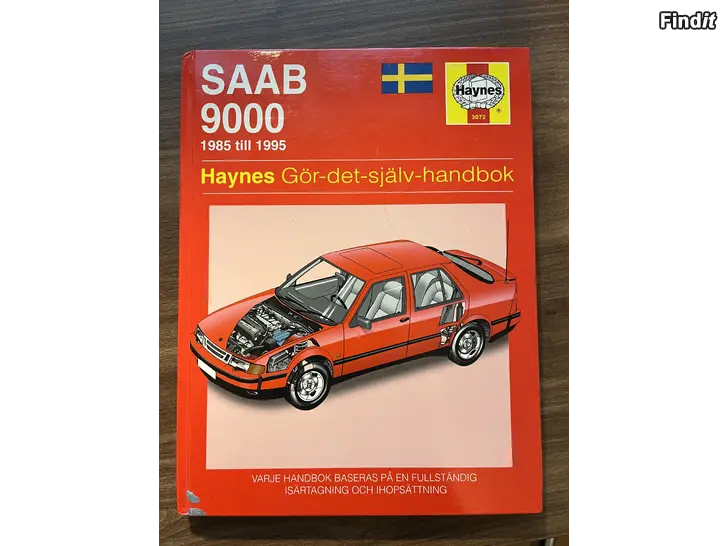 Findit
SAAB
9000
1985 till 1995
Haynes
3072
Haynes Gör-det-själv-handbok
VARJE HANDBOK BASERAS PÅ EN FULLSTÄNDIG
ISÄRTAGNING OCH IHOPSÄTTNING